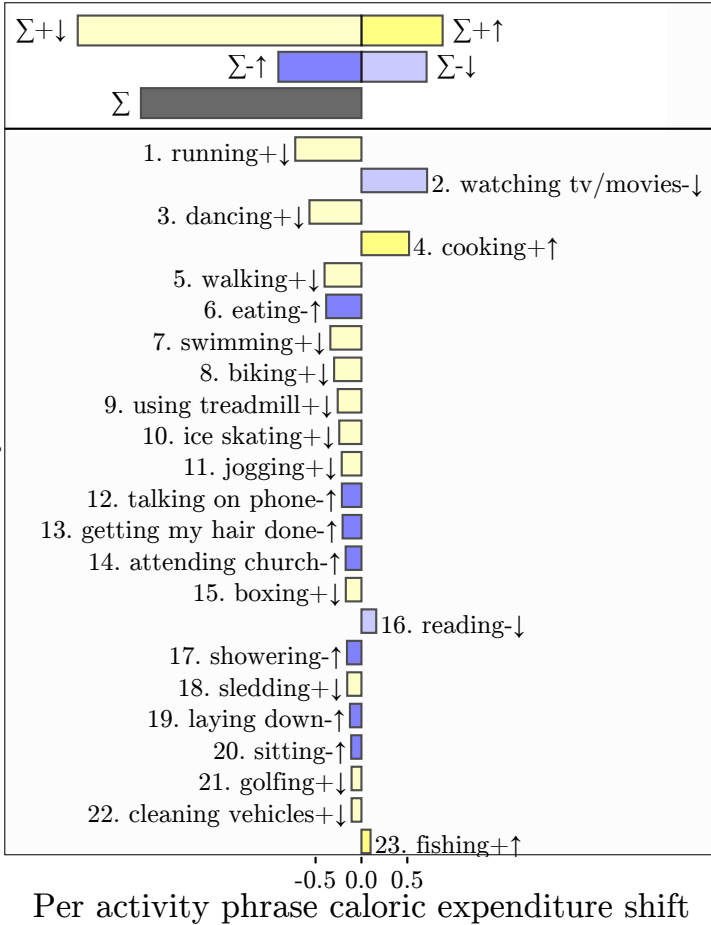 ∑+↓ ∑+↑
∑-↑ ∑-↓
∑
1. running+↓
2. watching tv/movies-↓
3. dancing+↓
4. cooking+↑
5. walking+↓
6. eating-↑
7. swimming+↓
8. biking+↓
9. using treadmill+↓
10. ice skating+↓
11. jogging+↓
12. talking on phone-↑
13. getting my hair done-↑
14. attending church-↑
15. boxing+↓
16. reading-↓
17. showering-↑
18. sledding+↓
19. laying down-↑
20. sitting-↑
21. golfing+↓
22. cleaning vehicles+↓
23. fishing+↑
-0.5 0.0 0.5
Per activity phrase caloric expenditure shift